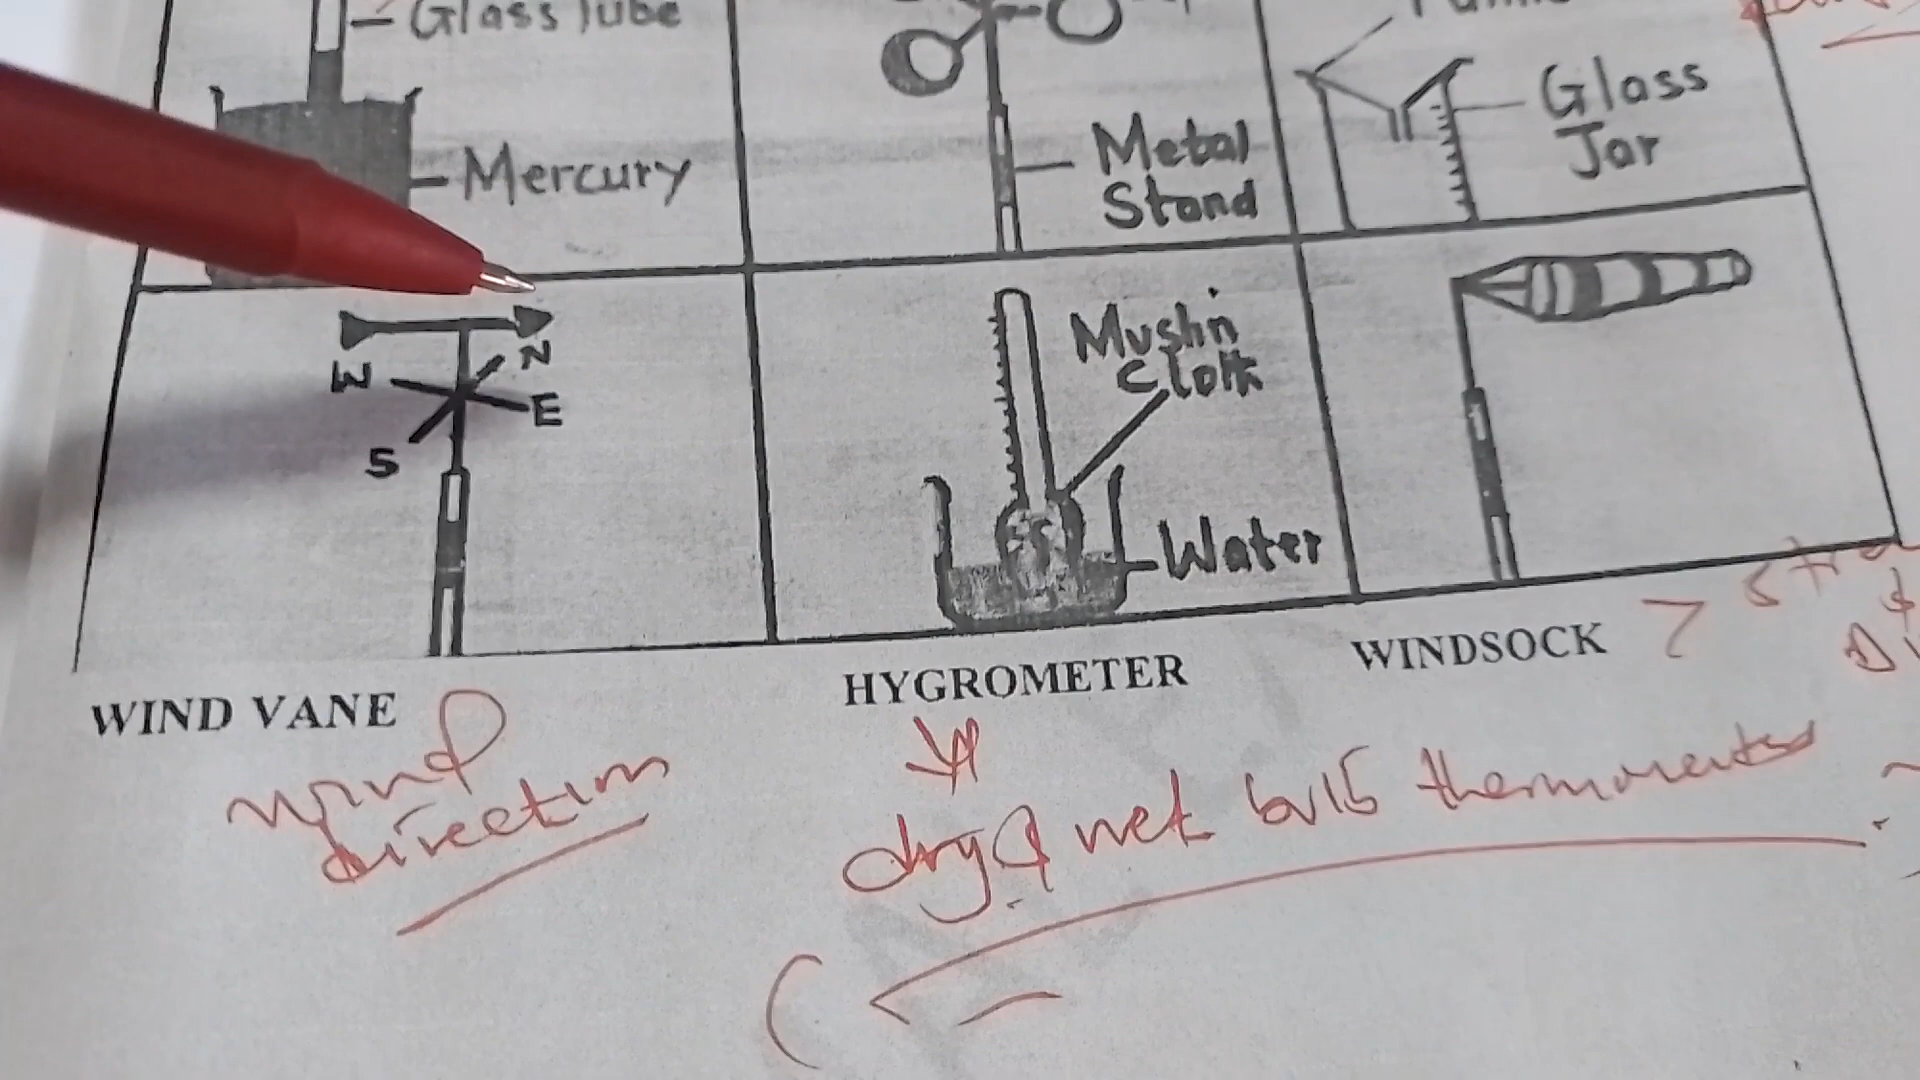 Glass Tube
Mercury
Metal
Stand
Glass
Jar
W
N
E
S
Muslin
Cloth
Water
WIND VANE
HYGROMETER
WINDSOCK
wind
direction
dry & wet bulb thermometer